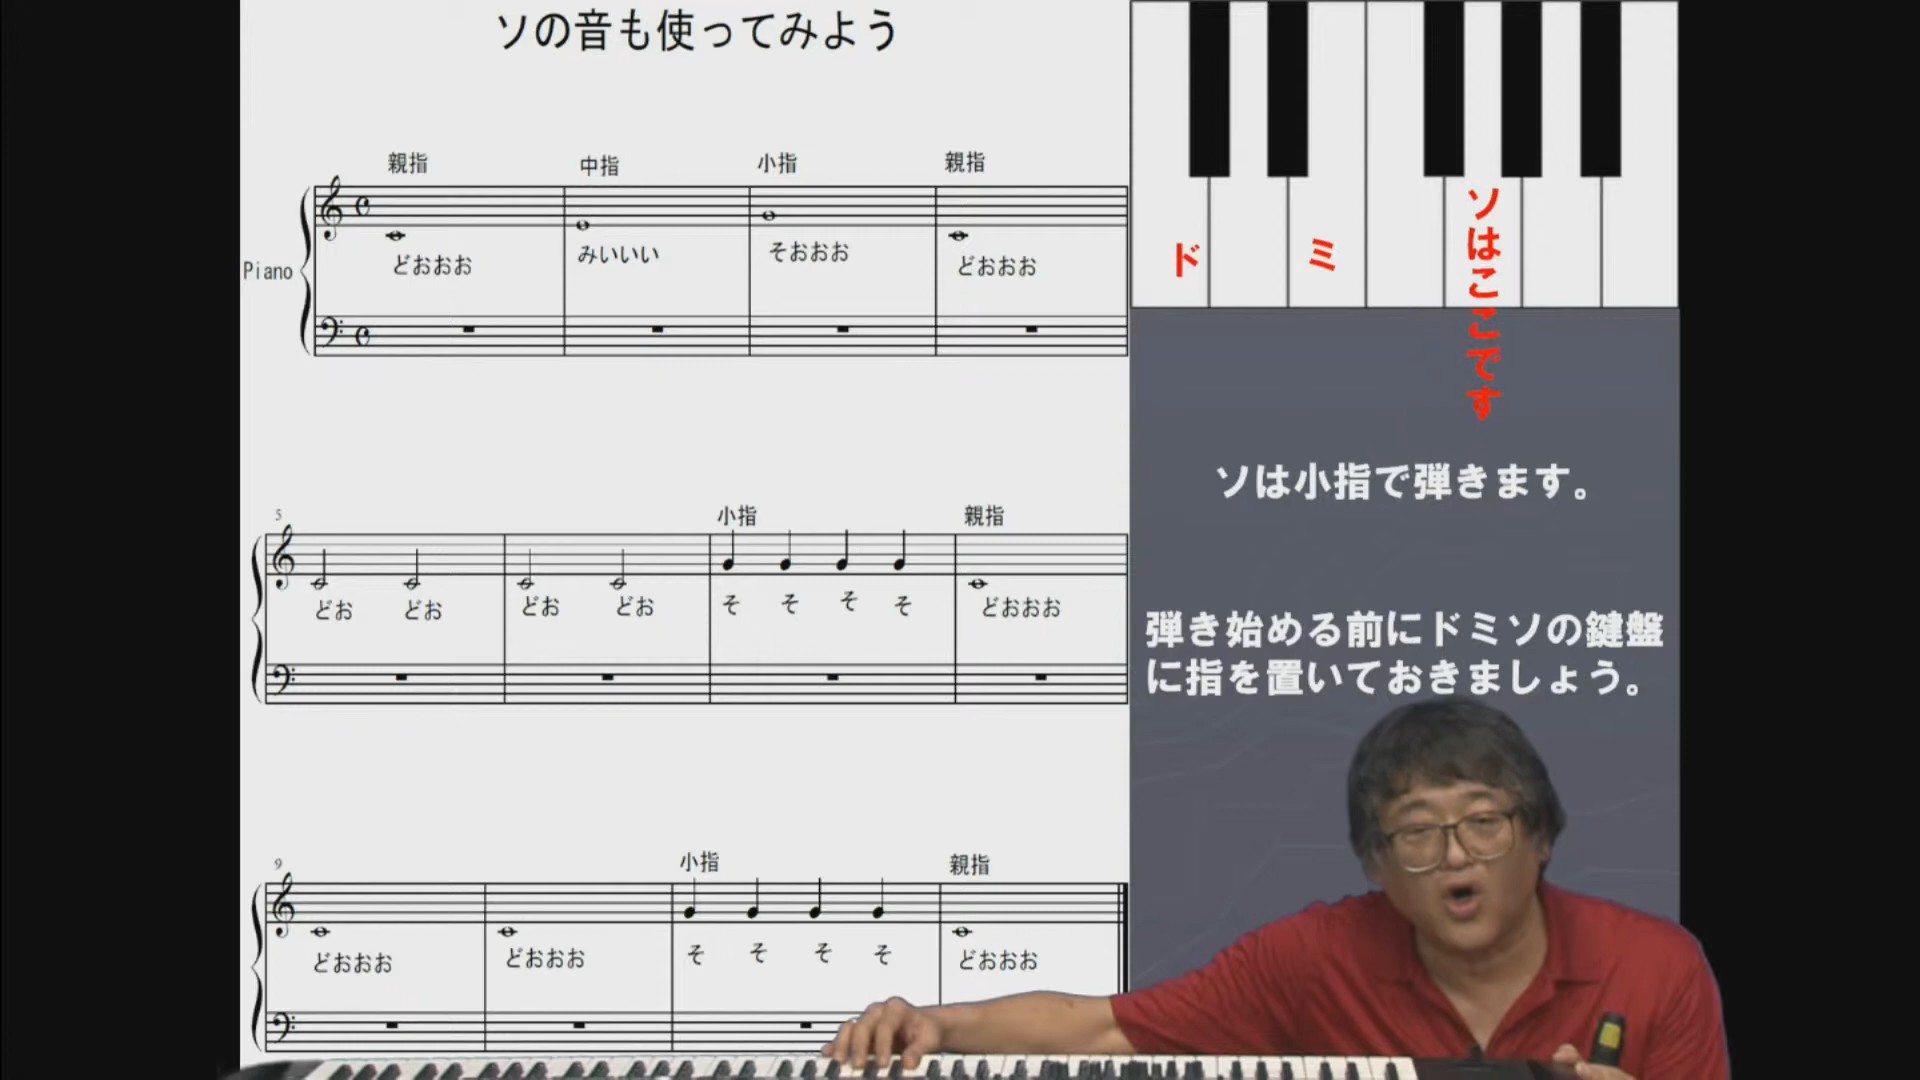 ソの音も使ってみよう
親指 中指 小指 親指
どおおお みいいい そおおお どおおお
Piano
5 小指 親指
どお どお どお どお そ そ そ そ どおおお
9 小指 親指
どおおお どおおお そ そ そ そ どおおお
ド ミ
ソはここです
ソは小指で弾きます。
弾き始める前にドミソの鍵盤
に指を置いておきましょう。